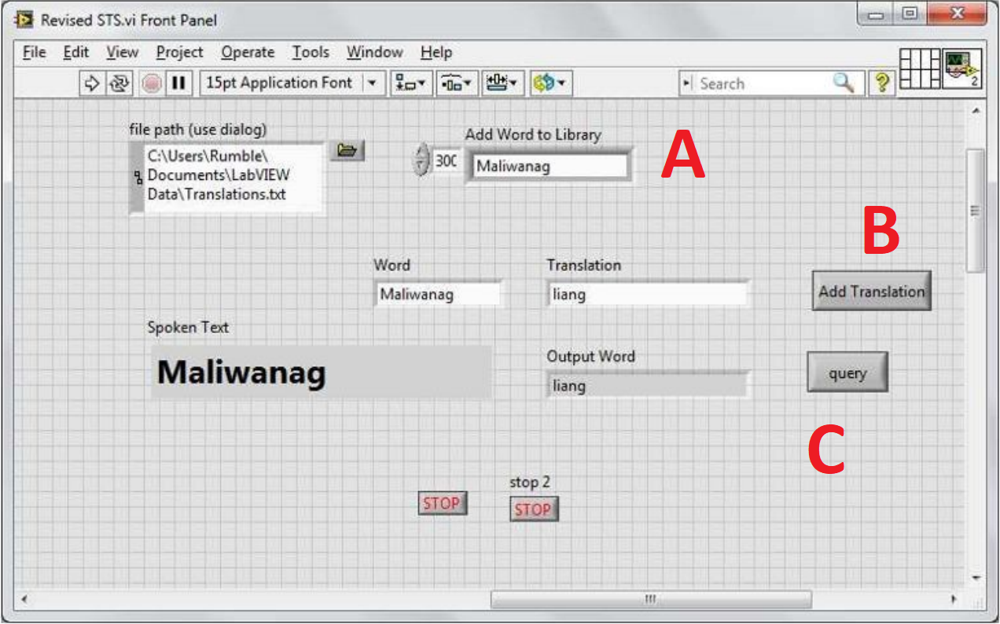 Revised STS.vi Front Panel
File Edit View Project Operate Tools Window Help
15pt Application Font
Search
2
file path (use dialog)
C:\Users\Rumble\
Documents\LabVIEW
Data\Translations.txt
Add Word to Library
300
Maliwanag
A
B
Word
Translation
Maliwanag
liang
Add Translation
Spoken Text
Maliwanag
Output Word
liang
query
C
stop 2
STOP
STOP